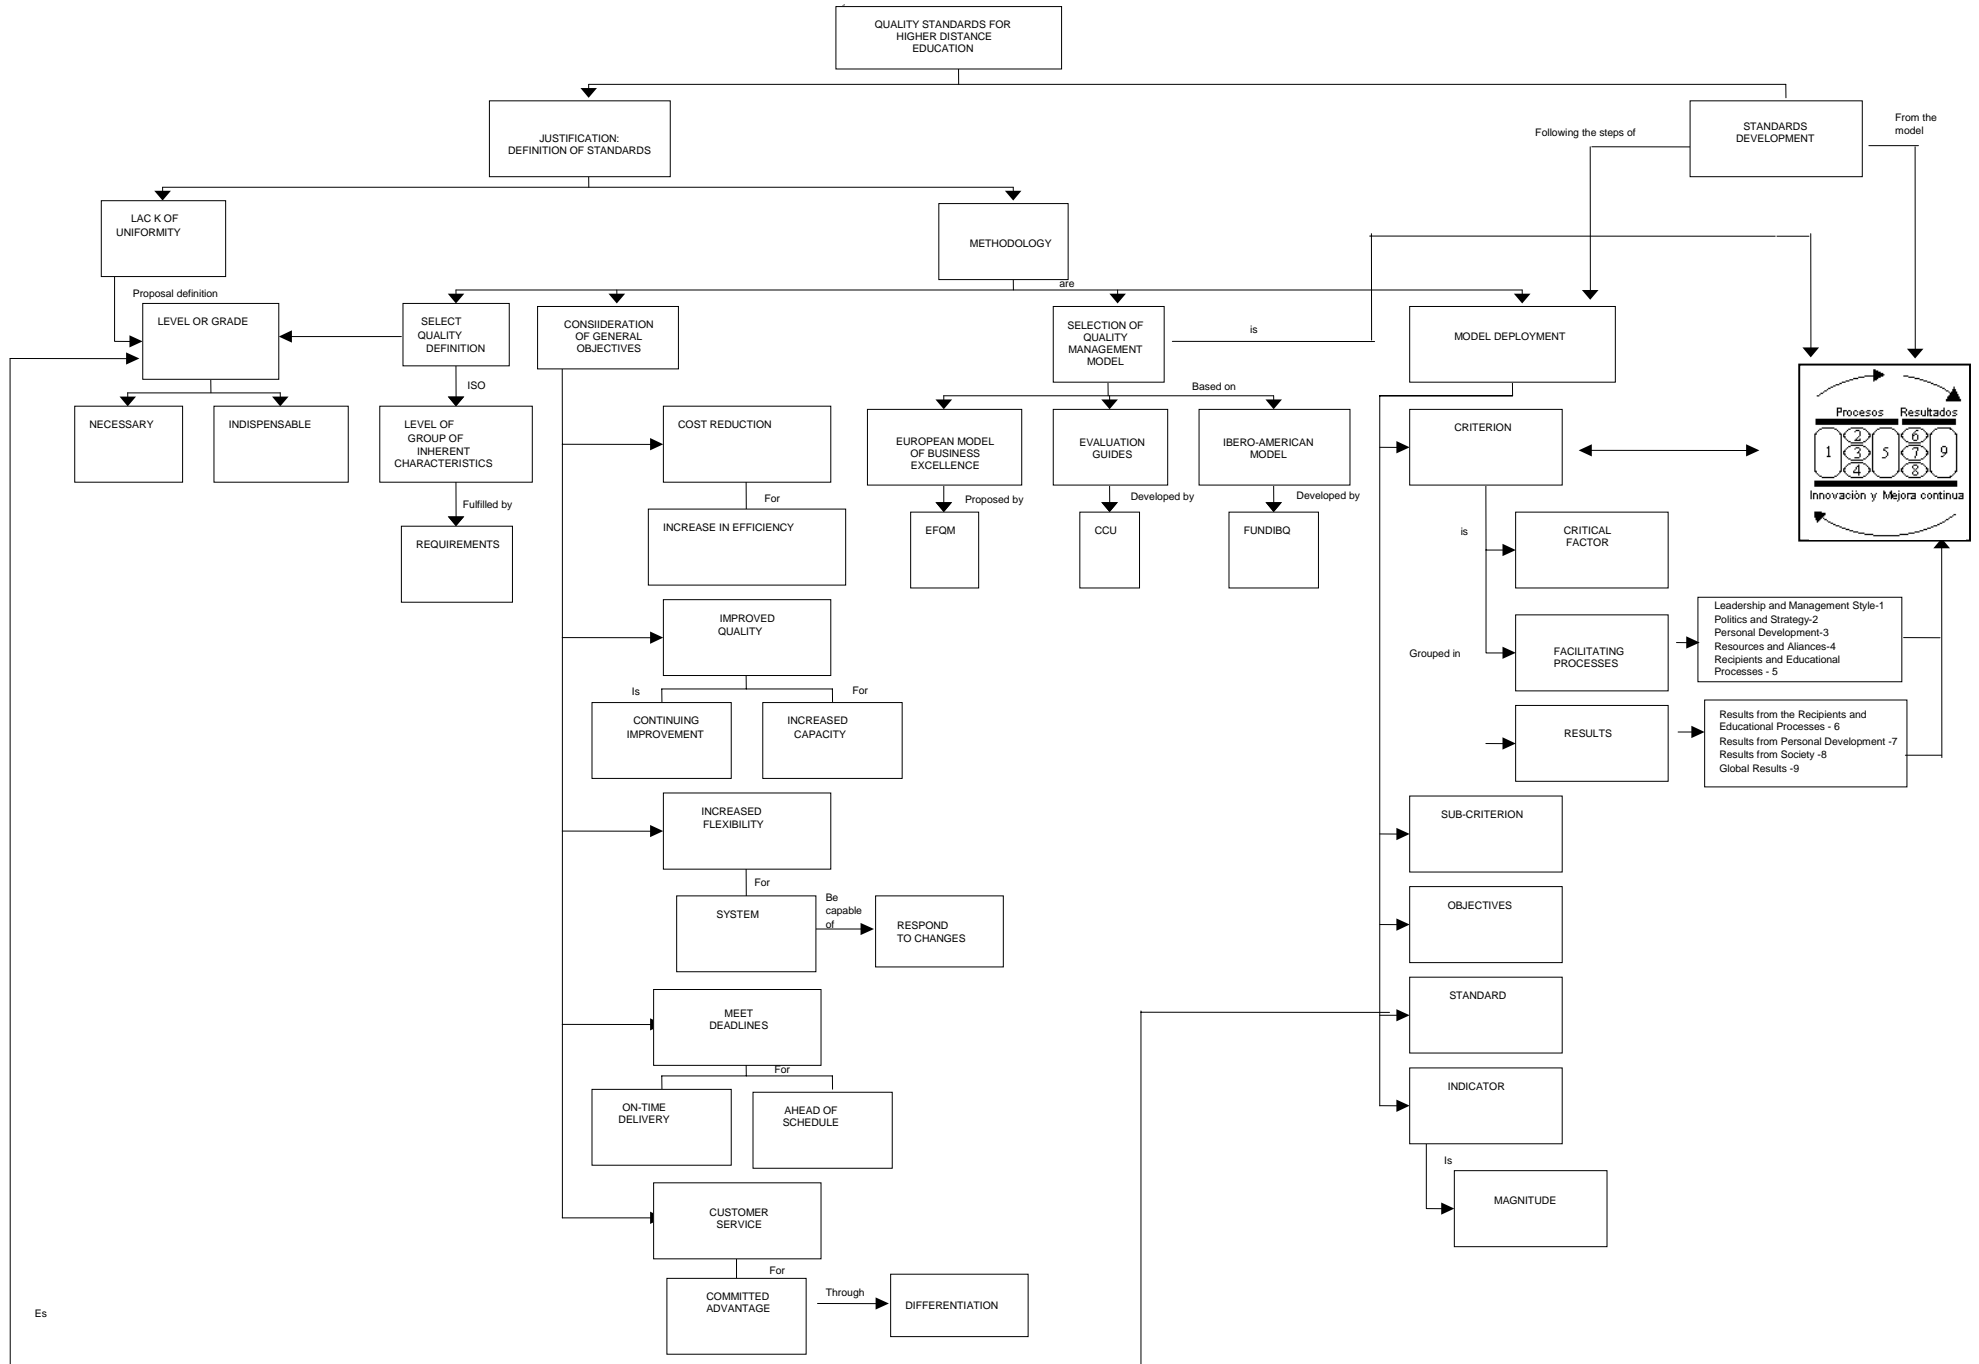 QUALITY STANDARDS FOR
HIGHER DISTANCE
EDUCATION
JUSTIFICATION:
DEFINITION OF STANDARDS
STANDARDS
DEVELOPMENT
Following the steps of
From the
model
LAC K OF
UNIFORMITY
METHODOLOGY
are
Proposal definition
LEVEL OR GRADE
SELECT
QUALITY
DEFINITION
CONSIIDERATION
OF GENERAL
OBJECTIVES
SELECTION OF
QUALITY
MANAGEMENT
MODEL
is
MODEL DEPLOYMENT
ISO
Based on
NECESSARY
INDISPENSABLE
LEVEL OF
GROUP OF
INHERENT
CHARACTERISTICS
Fulfilled by
REQUIREMENTS
COST REDUCTION
For
INCREASE IN EFFICIENCY
EUROPEAN MODEL
OF BUSINESS
EXCELLENCE
Proposed by
EFQM
EVALUATION
GUIDES
Developed by
CCU
IBERO-AMERICAN
MODEL
Developed by
FUNDIBQ
CRITERION
Procesos Resultados
1 2 3 4 5 6 7 8 9
Innovaciòn y Mejora continua
is
CRITICAL
FACTOR
Grouped in
FACILITATING
PROCESSES
Leadership and Management Style-1
Politics and Strategy-2
Personal Development-3
Resources and Aliances-4
Recipients and Educational
Processes - 5
RESULTS
Results from the Recipients and
Educational Processes - 6
Results from Personal Development -7
Results from Society -8
Global Results -9
IMPROVED
QUALITY
Is
For
CONTINUING
IMPROVEMENT
INCREASED
CAPACITY
INCREASED
FLEXIBILITY
For
SYSTEM
Be
capable
of
RESPOND
TO CHANGES
SUB-CRITERION
OBJECTIVES
STANDARD
INDICATOR
Is
MAGNITUDE
MEET
DEADLINES
For
ON-TIME
DELIVERY
AHEAD OF
SCHEDULE
CUSTOMER
SERVICE
For
COMMITTED
ADVANTAGE
Through
DIFFERENTIATION
Es